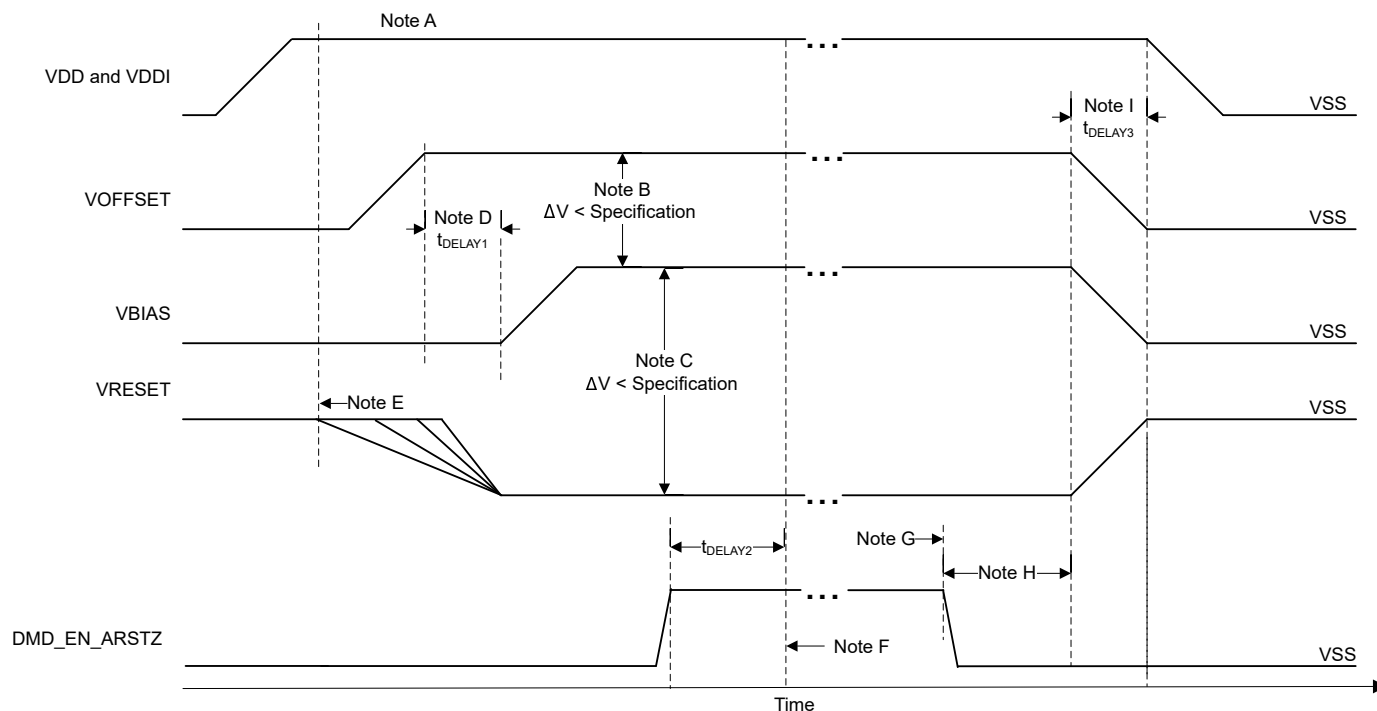 Note A
VDD and VDDI
...
VSS
Note I
tDELAY3
VOFFSET
...
Note B
ΔV < Specification
Note D
tDELAY1
VSS
VBIAS
...
VSS
Note C
ΔV < Specification
VRESET
Note E
VSS
...
tDELAY2
Note G
Note H
...
DMD_EN_ARSTZ
Note F
VSS
Time